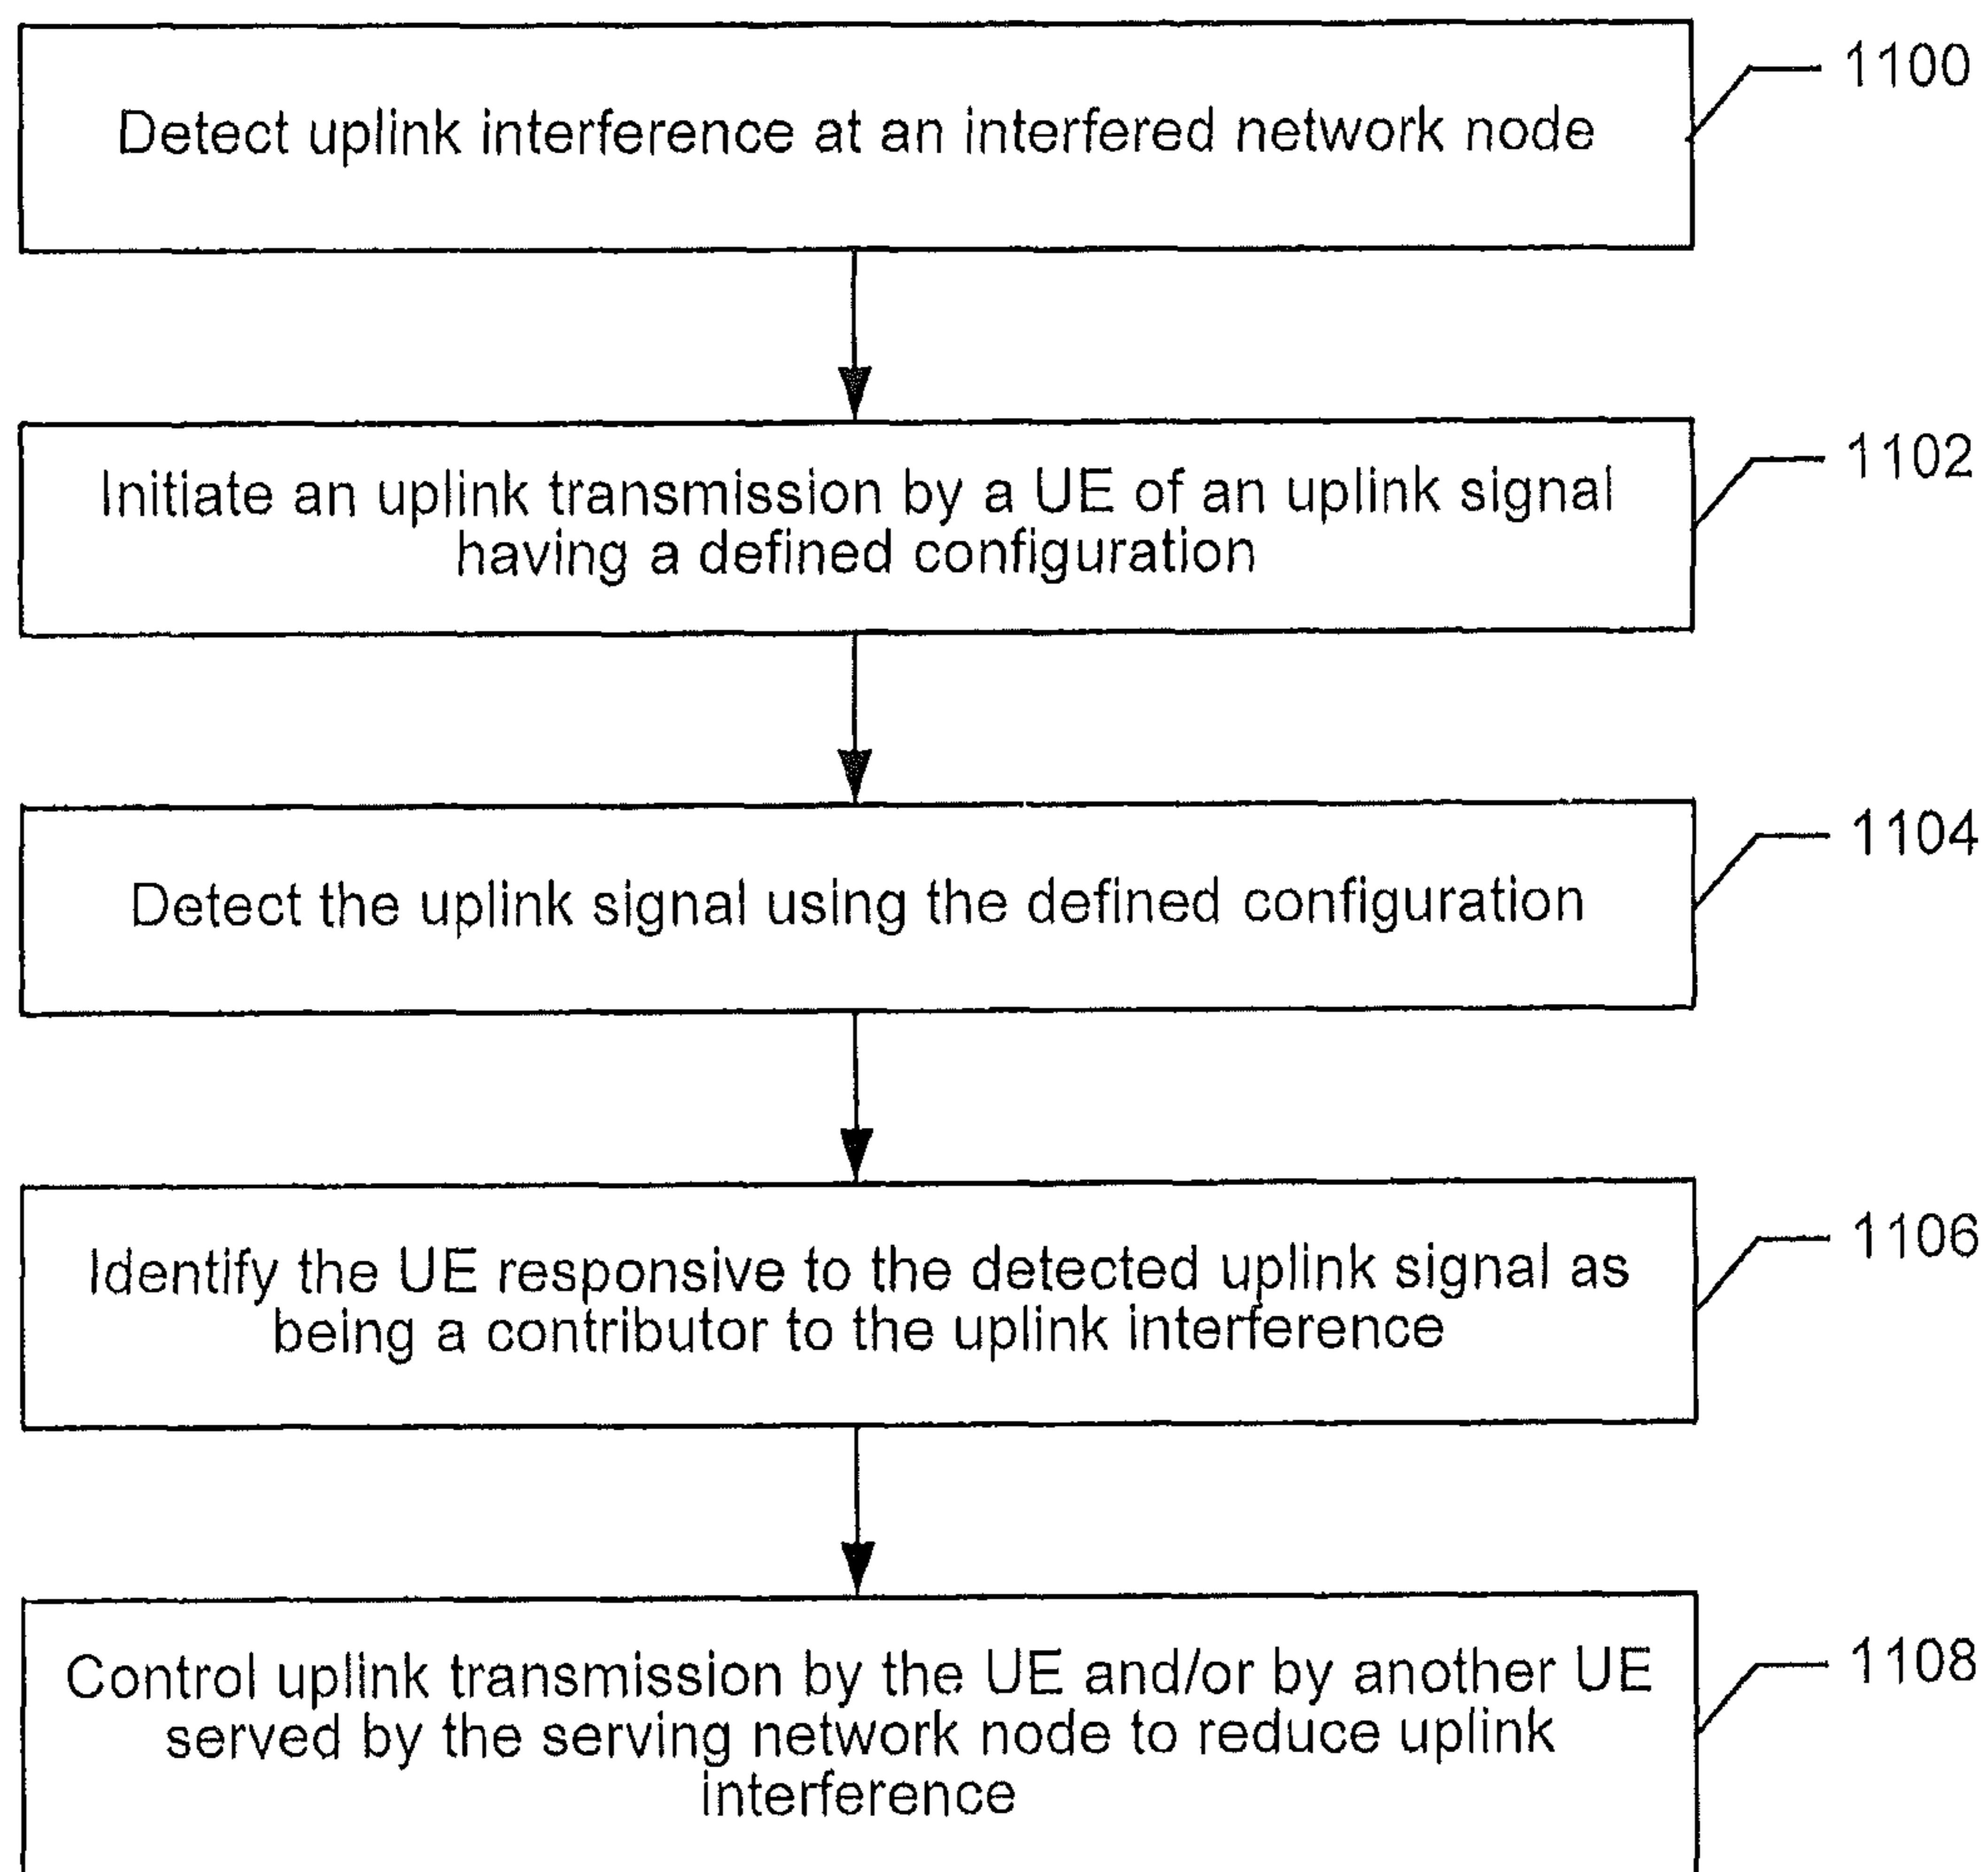 Detect uplink interference at an interfered network node
1100
Initiate an uplink transmission by a UE of an uplink signal
having a defined configuration
1102
Detect the uplink signal using the defined configuration
1104
Identify the UE responsive to the detected uplink signal as
being a contributor to the uplink interference
1106
Control uplink transmission by the UE and/or by another UE
served by the serving network node to reduce uplink
interference
1108